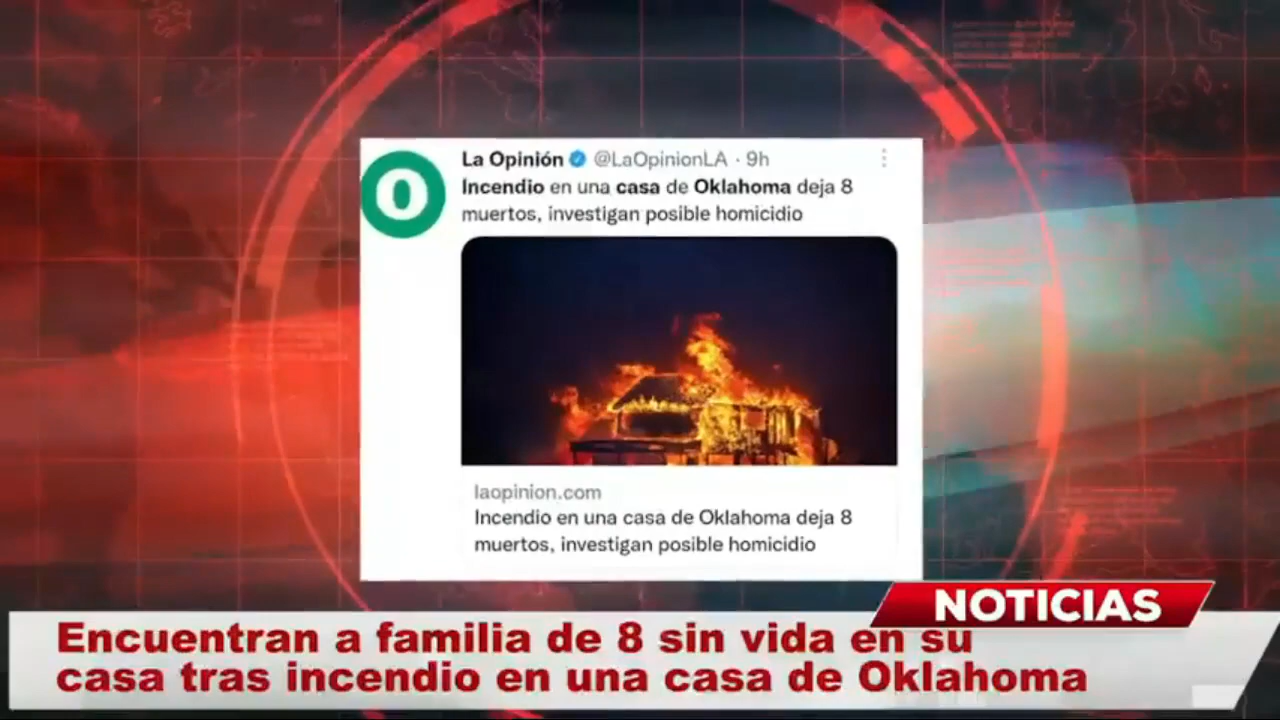 La Opinión @LaOpinionLA · 9h
Incendio en una casa de Oklahoma deja 8
muertos, investigan posible homicidio
laopinion.com
Incendio en una casa de Oklahoma deja 8
muertos, investigan posible homicidio
NOTICIAS
Encuentran a familia de 8 sin vida en su
casa tras incendio en una casa de Oklahoma